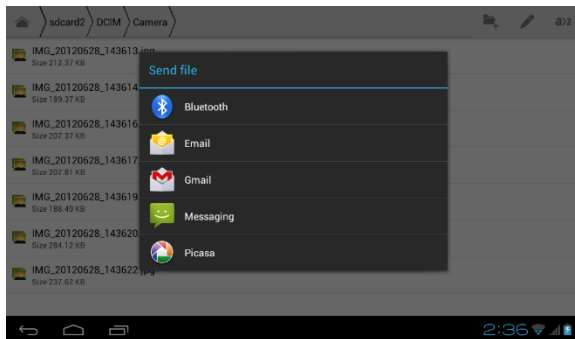 sdcard2 DCIM Camera a>z
IMG_20120628_143613.jpg
Size 212.37 KB
IMG_20120628_143614
Size 189.37 KB
IMG_20120628_143616
Size 207.37 KB
IMG_20120628_143617
Size 207.81 KB
IMG_20120628_143619
Size 188.49 KB
IMG_20120628_143620
Size 284.12 KB
IMG_20120628_143622.jpg
Size 237.62 KB
Send file
Bluetooth
Email
Gmail
Messaging
Picasa
2:36